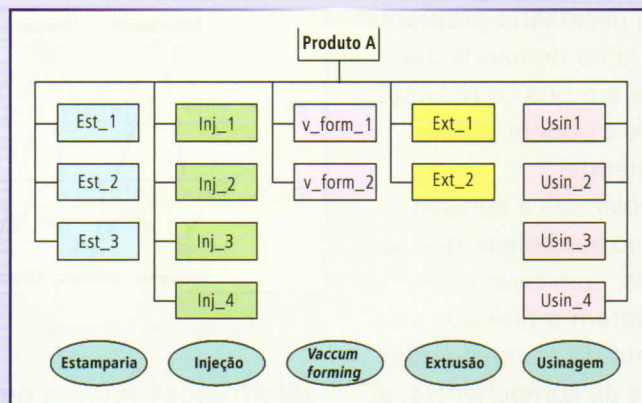 Produto A
Est_1 Inj_1 v_form_1 Ext_1 Usin1
Est_2 Inj_2 v_form_2 Ext_2 Usin_2
Est_3 Inj_3 Usin_3
Inj_4 Usin_4
Estamparia Injeção Vaccum forming Extrusão Usinagem